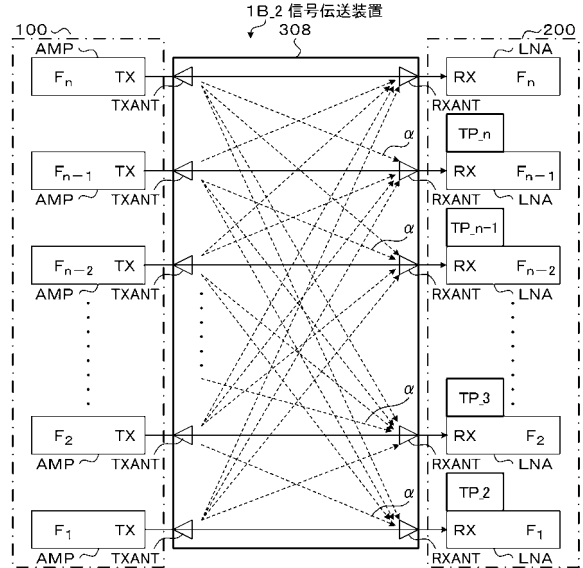 1B_2 信号伝送装置
100
308
200
AMP
LNA
Fn TX
RX Fn
TXANT
RXANT
α
TP_n
Fn−1 TX
RX Fn−1
AMP
TXANT
RXANT
LNA
α
TP_n−1
Fn−2 TX
RX Fn−2
AMP
TXANT
RXANT
LNA
α
TP_3
F2 TX
RX F2
AMP
TXANT
RXANT
LNA
α
TP_2
F1 TX
RX F1
AMP
TXANT
RXANT
LNA